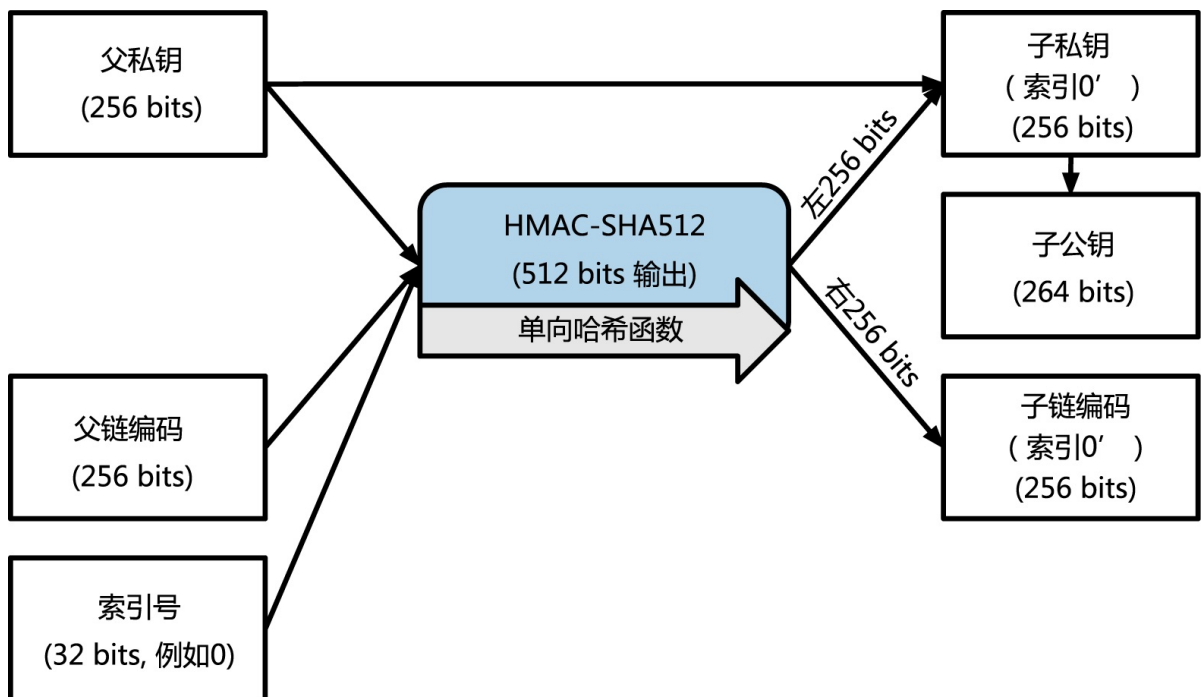 父私钥
(256 bits)
父链编码
(256 bits)
索引号
(32 bits, 例如0)
HMAC-SHA512
(512 bits 输出)
单向哈希函数
左256 bits
右256 bits
子私钥
( 索引0’ )
(256 bits)
子公钥
(264 bits)
子链编码
( 索引0’ )
(256 bits)